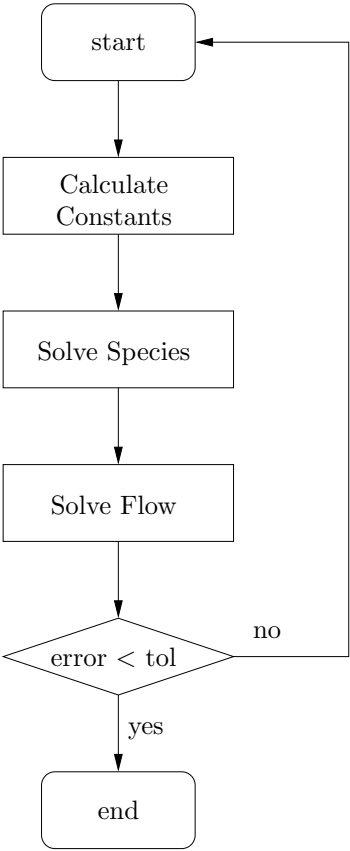 start
Calculate
Constants
Solve Species
Solve Flow
no
error < tol
yes
end